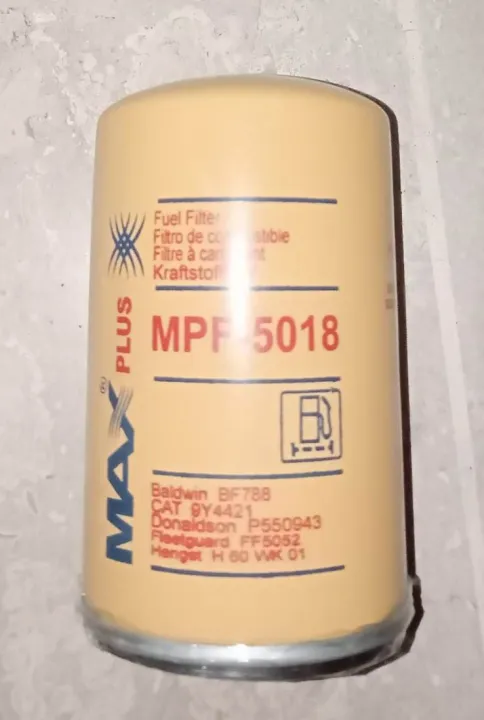 MAX® PLUS
Fuel Filter
Filtro de
Filtre à
MPF-5018
Baldwin BF788
CAT 9Y4421
Donaldson P550943
Fleetguard FF5052
Hengst H 60 WK 01